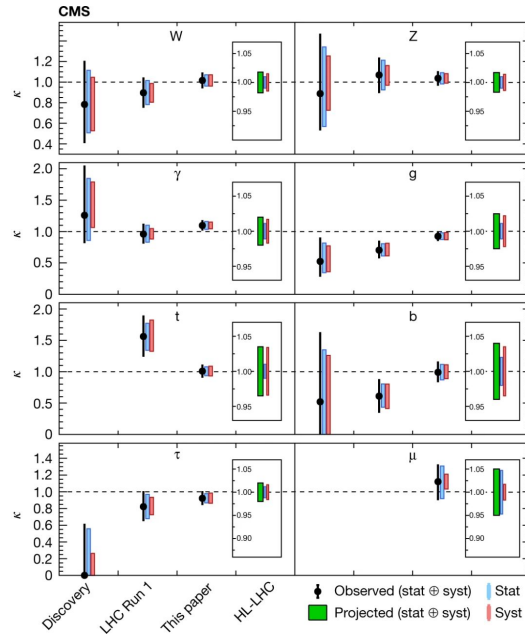 CMS
W
Z
κ
1.2
1.0
0.8
0.6
0.4
1.05
1.00
0.95
1.05
1.00
0.95
γ
g
κ
2.0
1.5
1.0
0.5
0
1.05
1.00
0.95
1.05
1.00
0.95
t
b
κ
2.0
1.5
1.0
0.5
0
1.05
1.00
0.95
1.05
1.00
0.95
τ
μ
κ
1.4
1.2
1.0
0.8
0.6
0.4
0.2
0
1.05
1.00
0.95
0.90
1.05
1.00
0.95
0.90
Discovery
LHC Run 1
This paper
HL-LHC
Observed (stat ⊕ syst)
Stat
Projected (stat ⊕ syst)
Syst